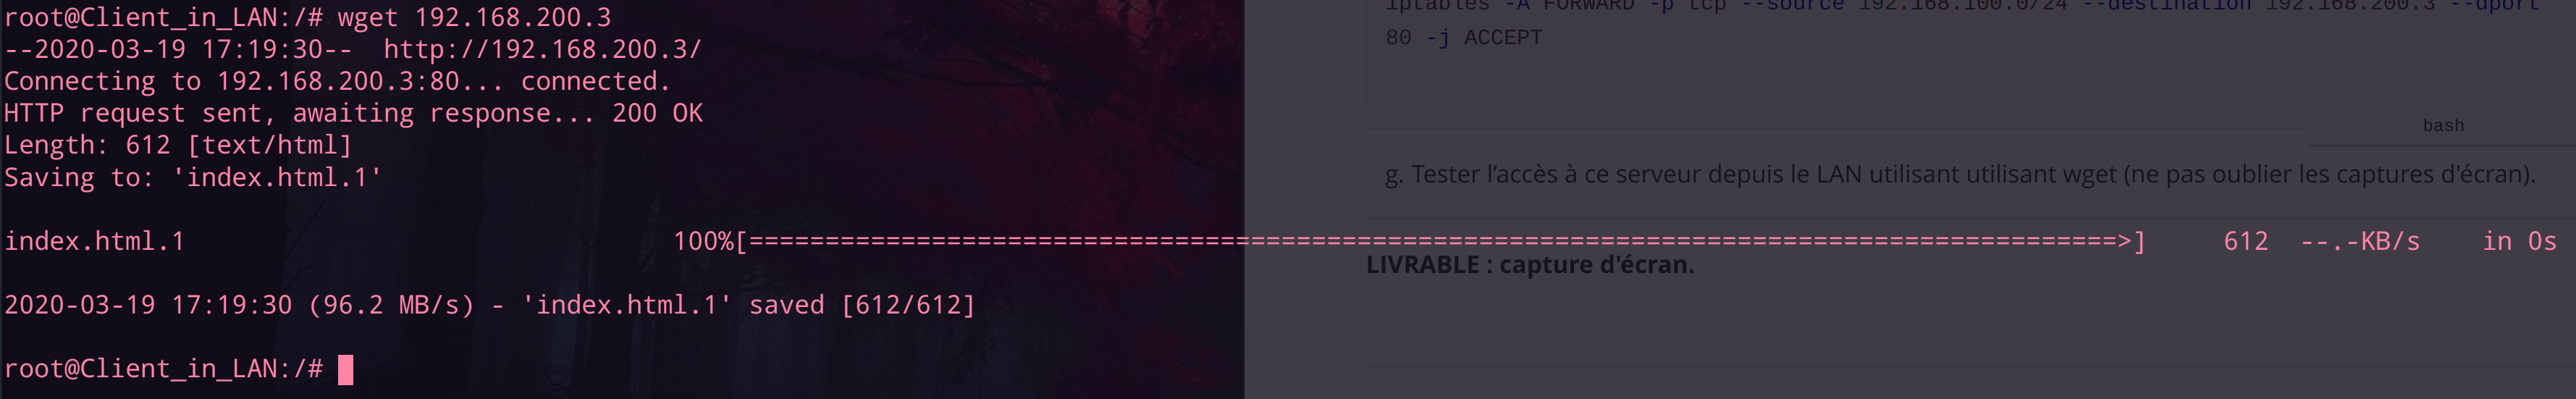 root@Client_in_LAN:/# wget 192.168.200.3
--2020-03-19 17:19:30--  http://192.168.200.3/
Connecting to 192.168.200.3:80... connected.
HTTP request sent, awaiting response... 200 OK
Length: 612 [text/html]
Saving to: 'index.html.1'
index.html.1 100%[==========================================================================================>] 612 --.-KB/s in 0s
2020-03-19 17:19:30 (96.2 MB/s) - 'index.html.1' saved [612/612]
root@Client_in_LAN:/#
iptables -A FORWARD -p tcp --source 192.168.100.0/24 --destination 192.168.200.3 --dport
80 -j ACCEPT
bash
g. Tester l’accès à ce serveur depuis le LAN utilisant utilisant wget (ne pas oublier les captures d'écran).
LIVRABLE : capture d'écran.